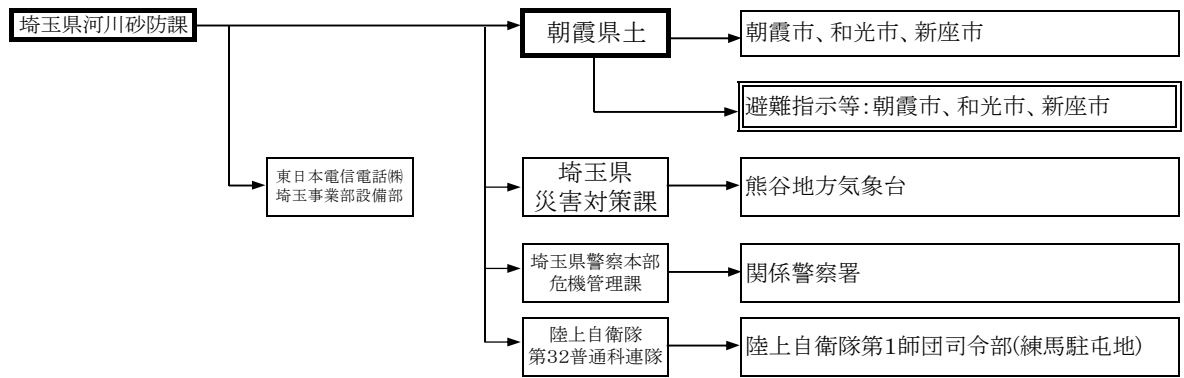 埼玉県河川砂防課
朝霞県土
朝霞市、和光市、新座市
避難指示等:朝霞市、和光市、新座市
東日本電信電話㈱
埼玉事業部設備部
埼玉県
災害対策課
熊谷地方気象台
埼玉県警察本部
危機管理課
関係警察署
陸上自衛隊
第32普通科連隊
陸上自衛隊第1師団司令部(練馬駐屯地)